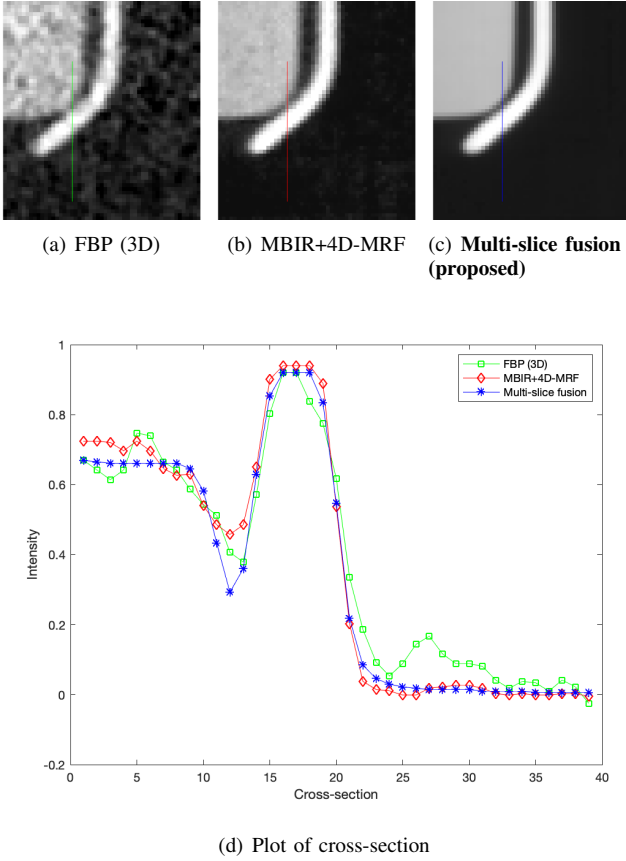 (a) FBP (3D)
(b) MBIR+4D-MRF
(c) Multi-slice fusion
(proposed)
1
0.8
0.6
0.4
0.2
0
-0.2
Intensity
FBP (3D)
MBIR+4D-MRF
Multi-slice fusion
0 5 10 15 20 25 30 35 40
Cross-section
(d) Plot of cross-section